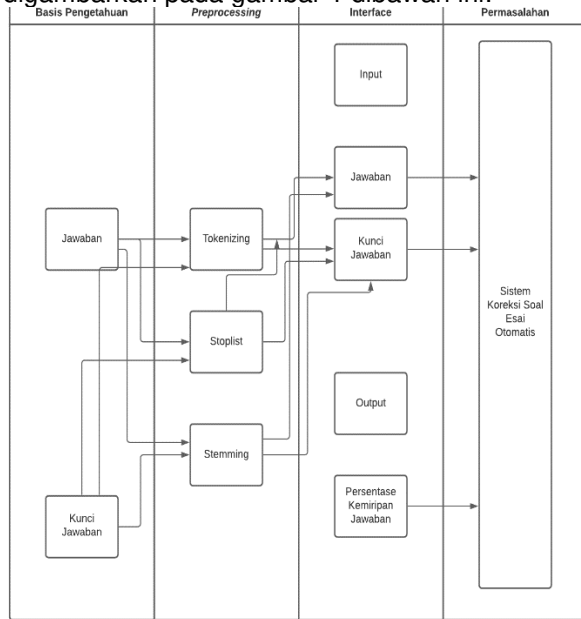 digambarkan pada gambar dibawah ini.
Basis Pengetahuan
Preprocessing
Interface
Permasalahan
Input
Jawaban
Tokenizing
Jawaban
Kunci
Jawaban
Stoplist
Sistem
Koreksi Soal
Esai
Otomatis
Output
Stemming
Kunci
Jawaban
Persentase
Kemiripan
Jawaban